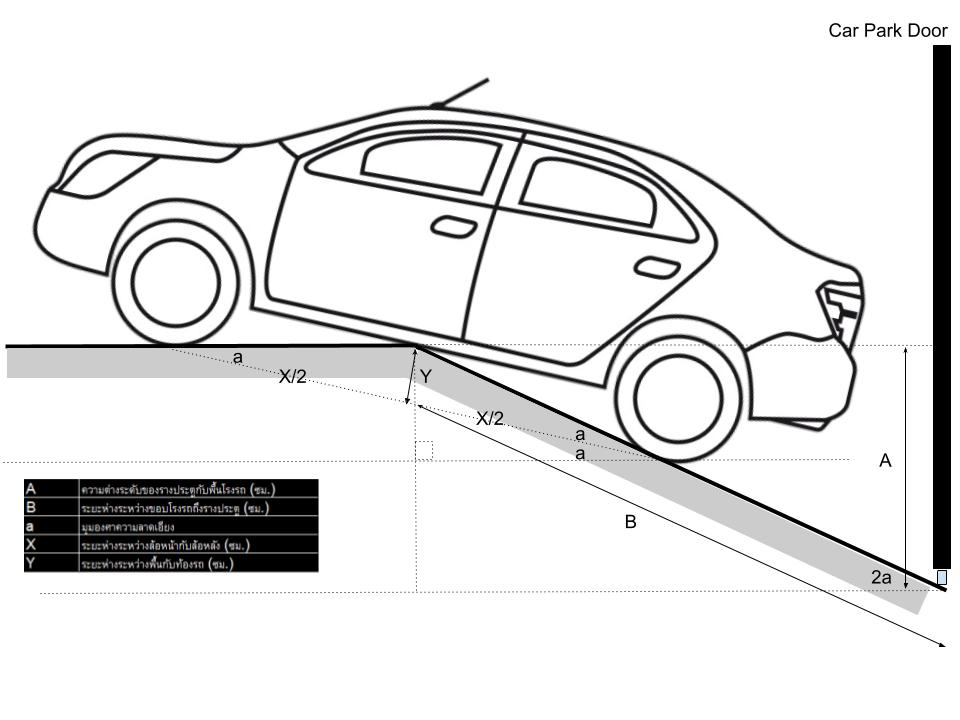 Car Park Door
a
X/2
Y
X/2
a
a
A
B
2a
A ความต่างระดับของรางประตูกับพื้นโรงรถ (ซม.)
B ระยะห่างระหว่างขอบโรงรถถึงรางประตู (ซม.)
a มุมองศาความลาดเอียง
X ระยะห่างระหว่างล้อหน้ากับล้อหลัง (ซม.)
Y ระยะห่างระหว่างพื้นกับท้องรถ (ซม.)